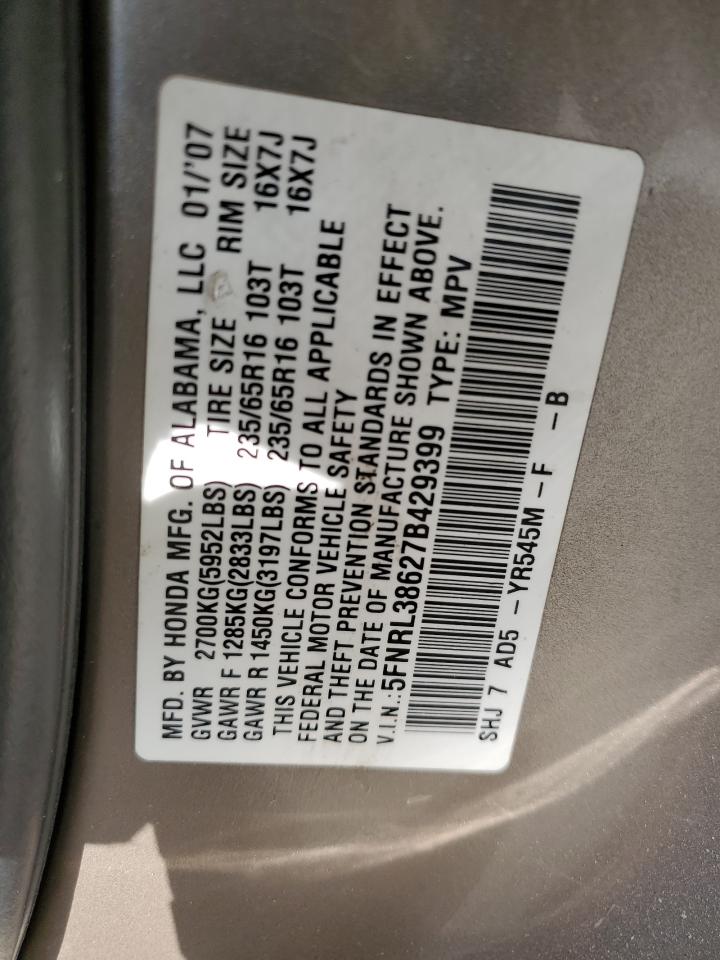 MFD. BY HONDA MFG. OF ALABAMA, LLC 01/'07
GVWR 2700KG(5952LBS) TIRE SIZE RIM SIZE
GAWR F 1285KG(2833LBS) 235/65R16 103T 16X7J
GAWR R 1450KG(3197LBS) 235/65R16 103T 16X7J
THIS VEHICLE CONFORMS TO ALL APPLICABLE
FEDERAL MOTOR VEHICLE SAFETY
AND THEFT PREVENTION STANDARDS IN EFFECT
ON THE DATE OF MANUFACTURE SHOWN ABOVE.
V.I.N.:5FNRL38627B429399 TYPE: MPV
SHJ 7 AD5 -YR545M-F -B